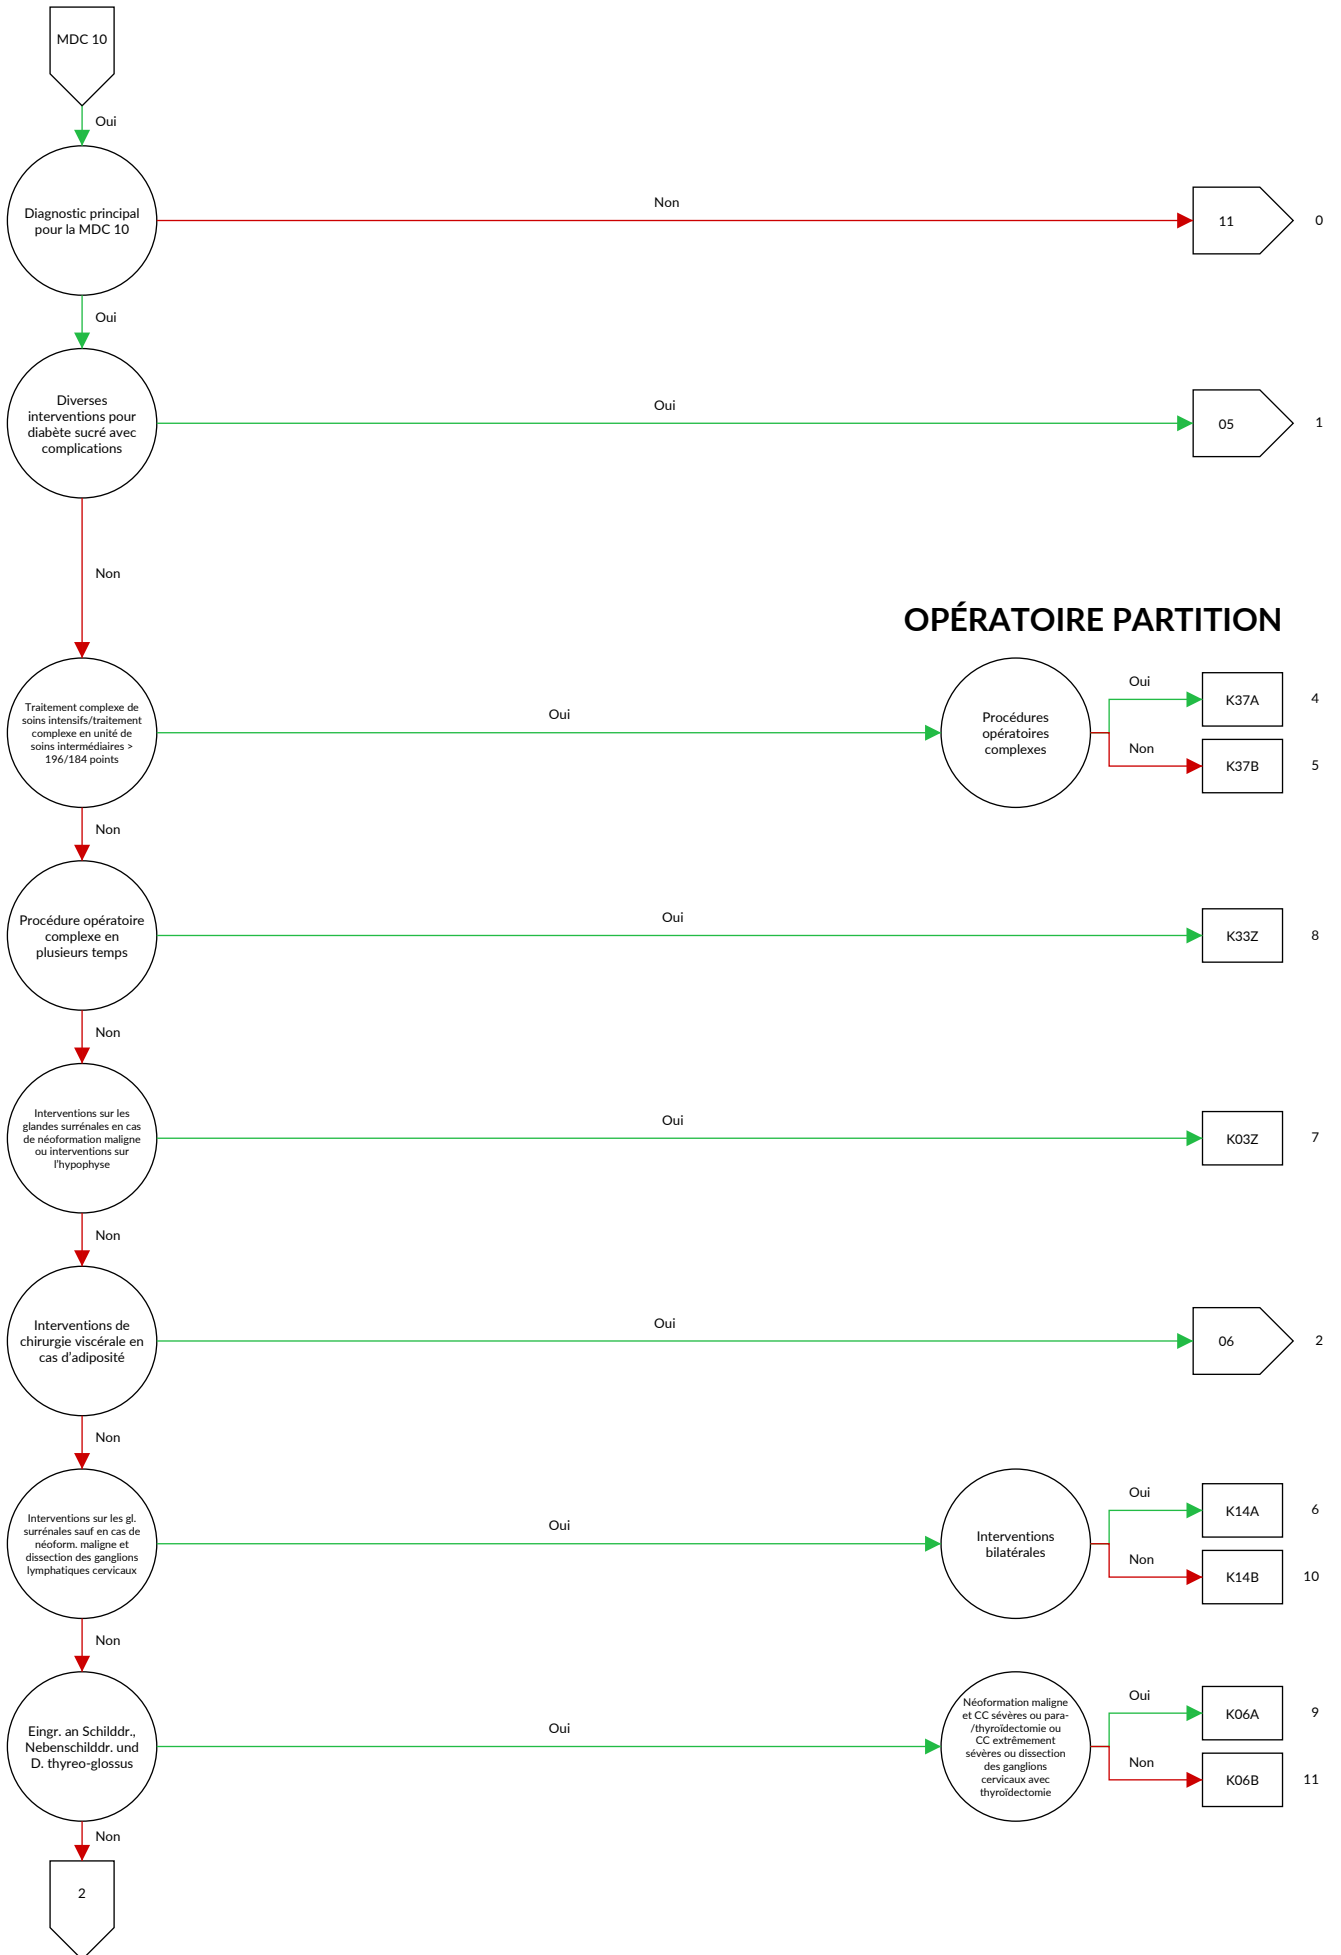 MDC 10
Oui
Diagnostic principal
pour la MDC 10
Non
11
0
Oui
Diverses
interventions pour
diabète sucré avec
complications
Oui
05
1
Non
OPÉRATOIRE PARTITION
Traitement complexe de
soins intensifs/traitement
complexe en unité de
soins intermédiaires >
196/184 points
Oui
Procédures
opératoires
complexes
Oui
K37A
4
Non
K37B
5
Non
Procédure opératoire
complexe en
plusieurs temps
Oui
K33Z
8
Non
Interventions sur les
glandes surrénales en cas
de néoformation maligne
ou interventions sur
l'hypophyse
Oui
K03Z
7
Non
Interventions de
chirurgie viscérale en
cas d'adiposité
Oui
06
2
Non
Interventions sur les gl.
surrénales sauf en cas de
néoform. maligne et
dissection des ganglions
lymphatiques cervicaux
Oui
Interventions
bilatérales
Oui
K14A
6
Non
K14B
10
Non
Eingr. an Schilddr.,
Nebenschilddr. und
D. thyreo-glossus
Oui
Néoformation maligne
et CC sévères ou para-
/thyroïdectomie ou
CC extrêmement
sévères ou dissection
des ganglions
cervicaux avec
thyroïdectomie
Oui
K06A
9
Non
K06B
11
Non
2